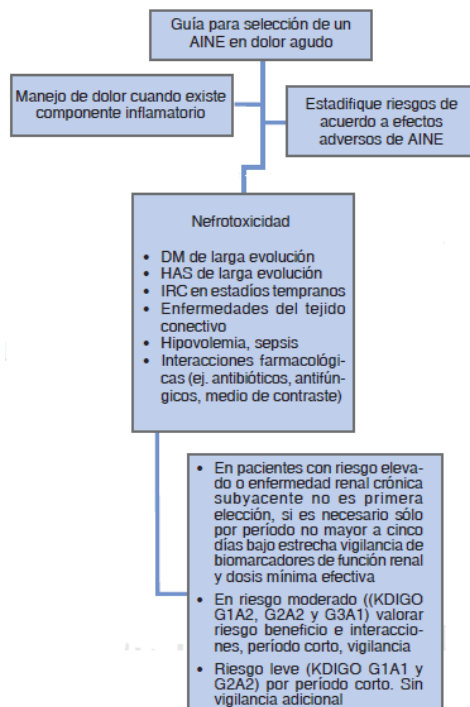 Guía para selección de un
AINE en dolor agudo
Manejo de dolor cuando existe
componente inflamatorio
Estadifique riesgos de
acuerdo a efectos
adversos de AINE
Nefrotoxicidad
• DM de larga evolución
• HAS de larga evolución
• IRC en estadíos tempranos
• Enfermedades del tejido
conectivo
• Hipovolemia, sepsis
• Interacciones farmacológi-
cas (ej. antibióticos, antifún-
gicos, medio de contraste)
• En pacientes con riesgo eleva-
do o enfermedad renal crónica
subyacente no es primera
elección, si es necesario sólo
por período no mayor a cinco
días bajo estrecha vigilancia de
biomarcadores de función renal
y dosis mínima efectiva
• En riesgo moderado ((KDIGO
G1A2, G2A2 y G3A1) valorar
riesgo beneficio e interaccio-
nes, período corto, vigilancia
• Riesgo leve (KDIGO G1A1 y
G2A2) por período corto. Sin
vigilancia adicional